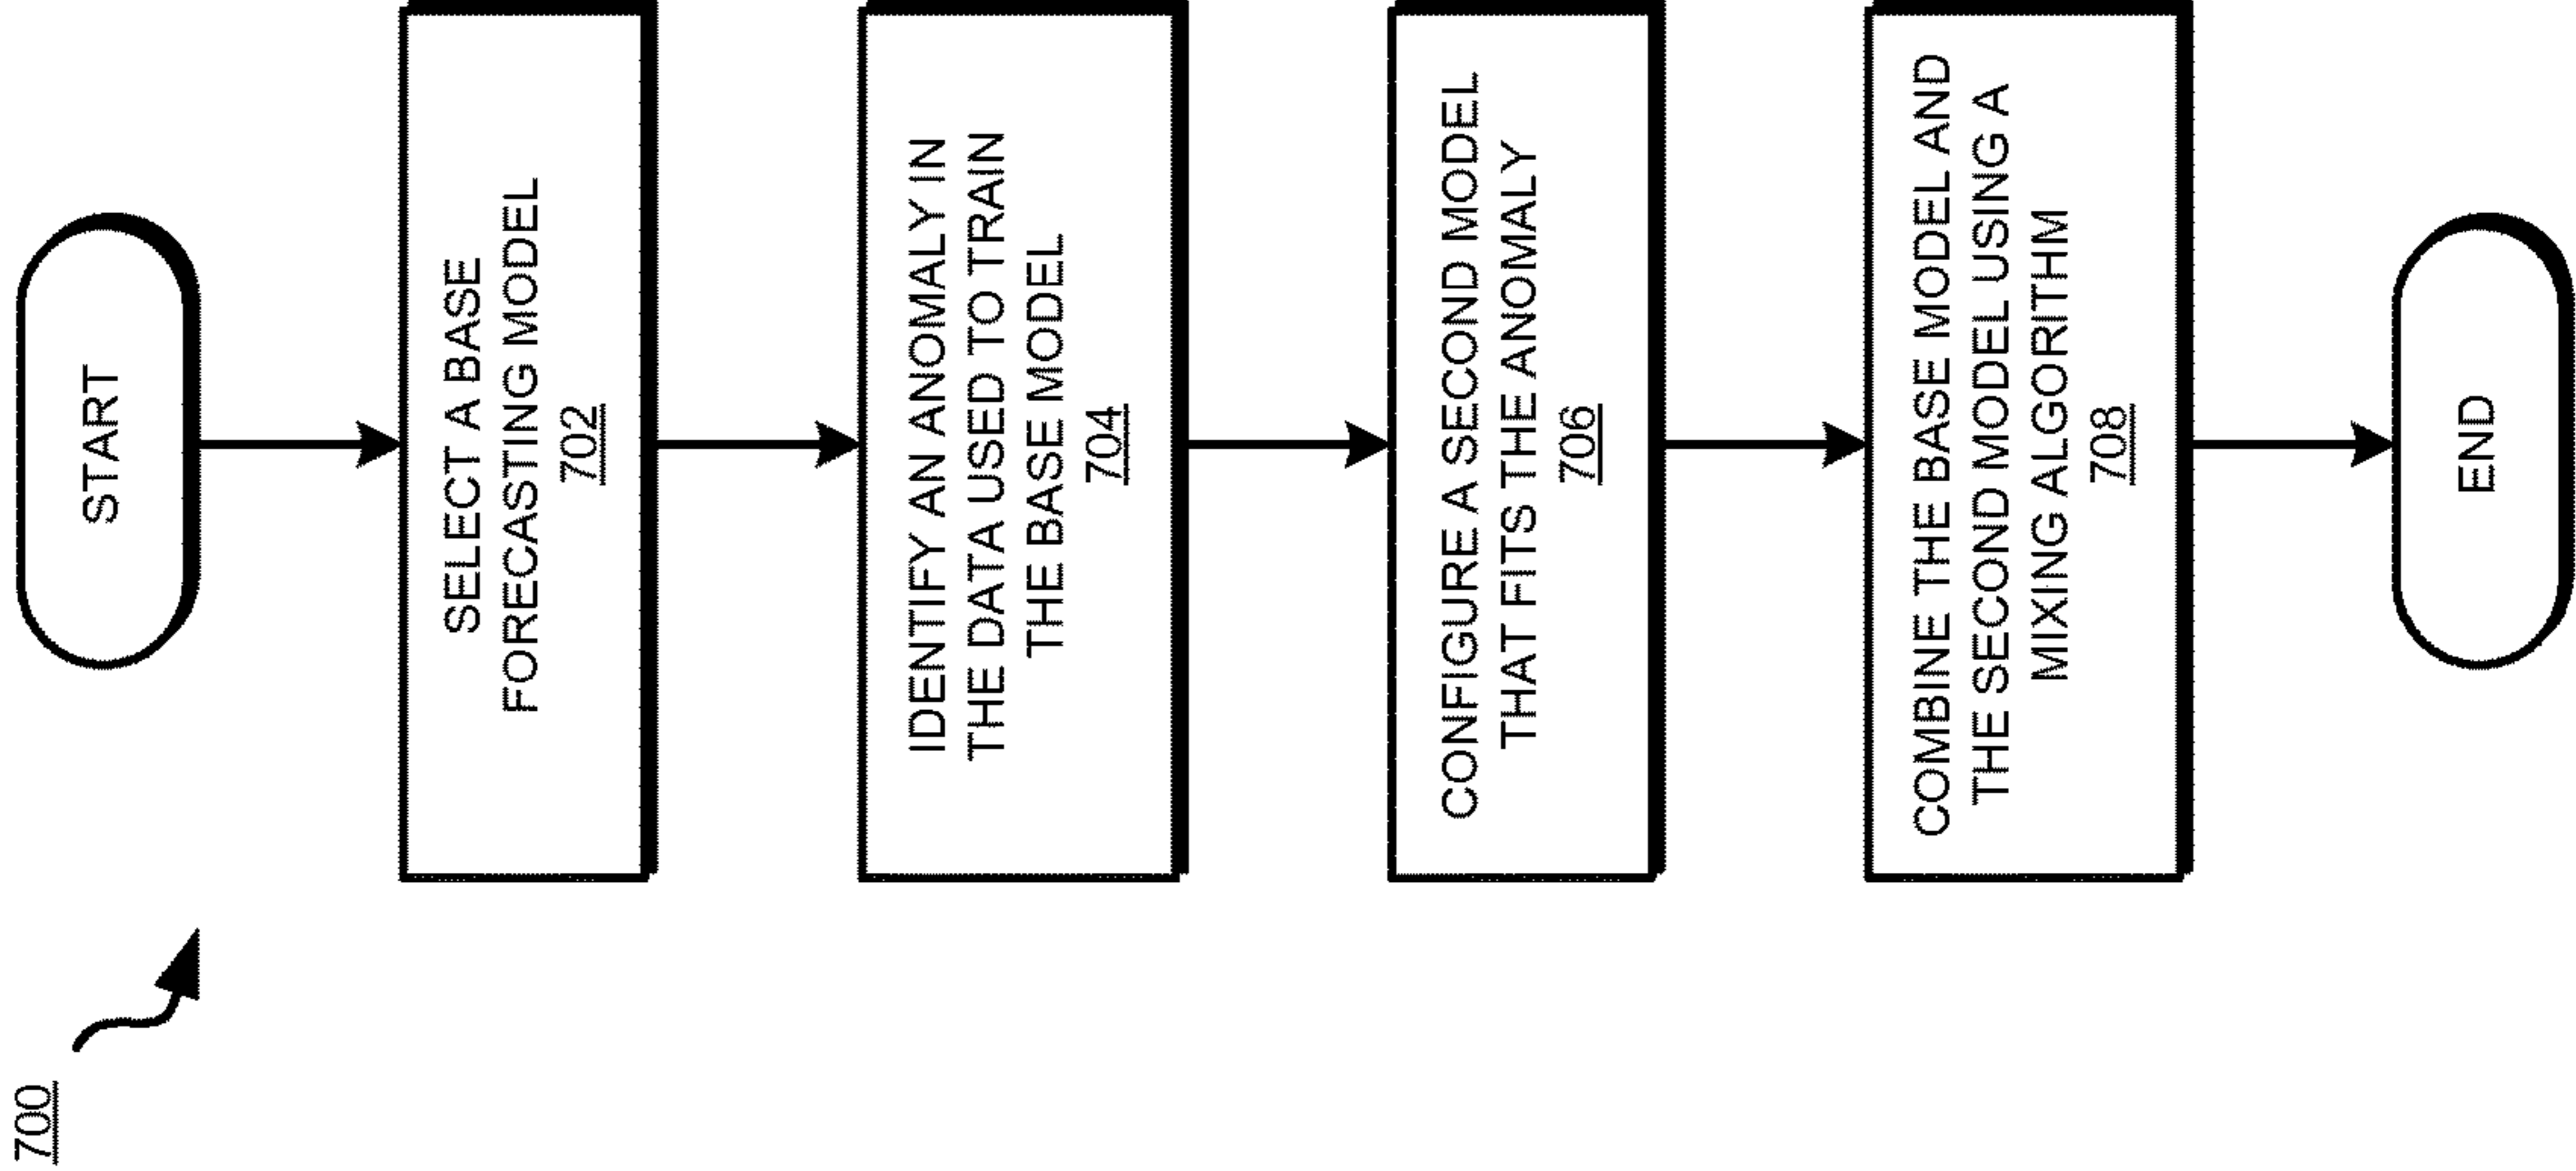 700
START
SELECT A BASE
FORECASTING MODEL
702
IDENTIFY AN ANOMALY IN
THE DATA USED TO TRAIN
THE BASE MODEL
704
CONFIGURE A SECOND MODEL
THAT FITS THE ANOMALY
706
COMBINE THE BASE MODEL AND
THE SECOND MODEL USING A
MIXING ALGORITHM
708
END